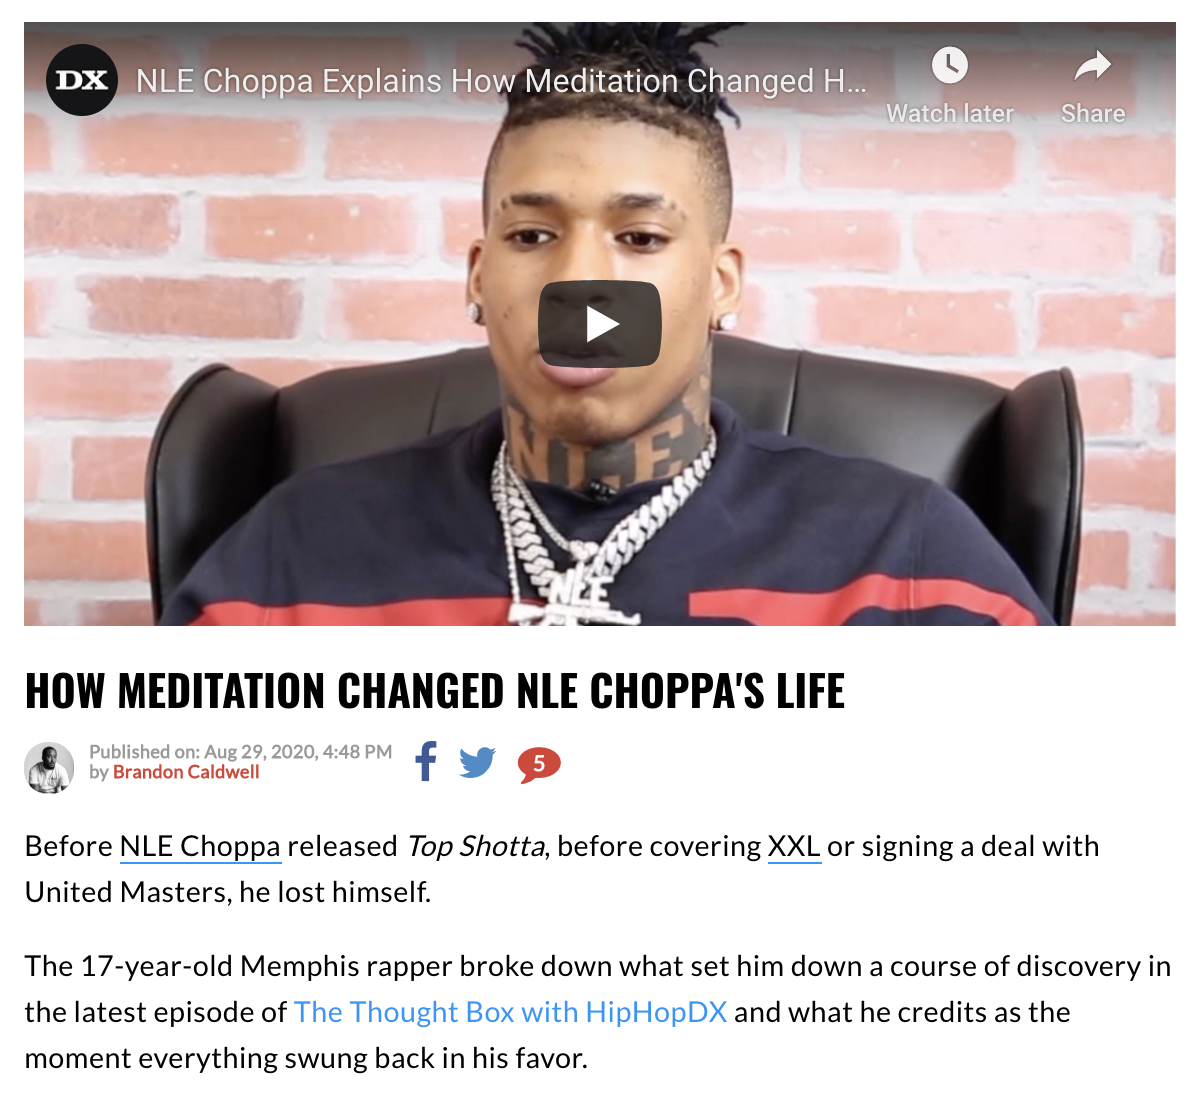 DX
NLE Choppa Explains How Meditation Changed H...
Watch later
Share
NLE
NLE
HOW MEDITATION CHANGED NLE CHOPPA'S LIFE
Published on: Aug 29, 2020, 4:48 PM
by Brandon Caldwell
5
Before NLE Choppa released Top Shotta, before covering XXL or signing a deal with
United Masters, he lost himself.
The 17-year-old Memphis rapper broke down what set him down a course of discovery in
the latest episode of The Thought Box with HipHopDX and what he credits as the
moment everything swung back in his favor.